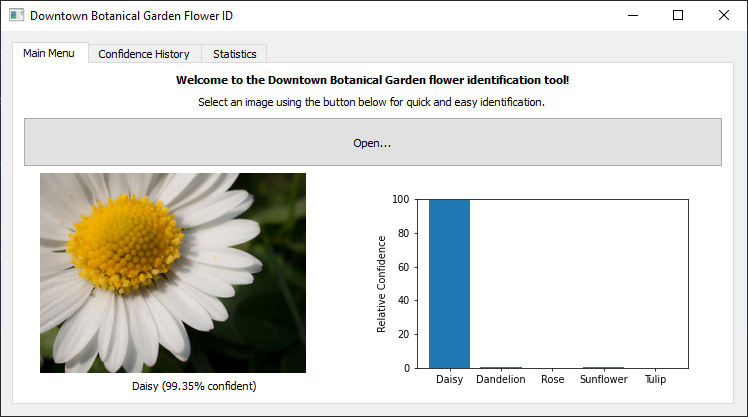 Downtown Botanical Garden Flower ID
Main Menu
Confidence History
Statistics
Welcome to the Downtown Botanical Garden flower identification tool!
Select an image using the button below for quick and easy identification.
Open...
Daisy (99.35% confident)
Relative Confidence
100
80
60
40
20
0
Daisy Dandelion Rose Sunflower Tulip